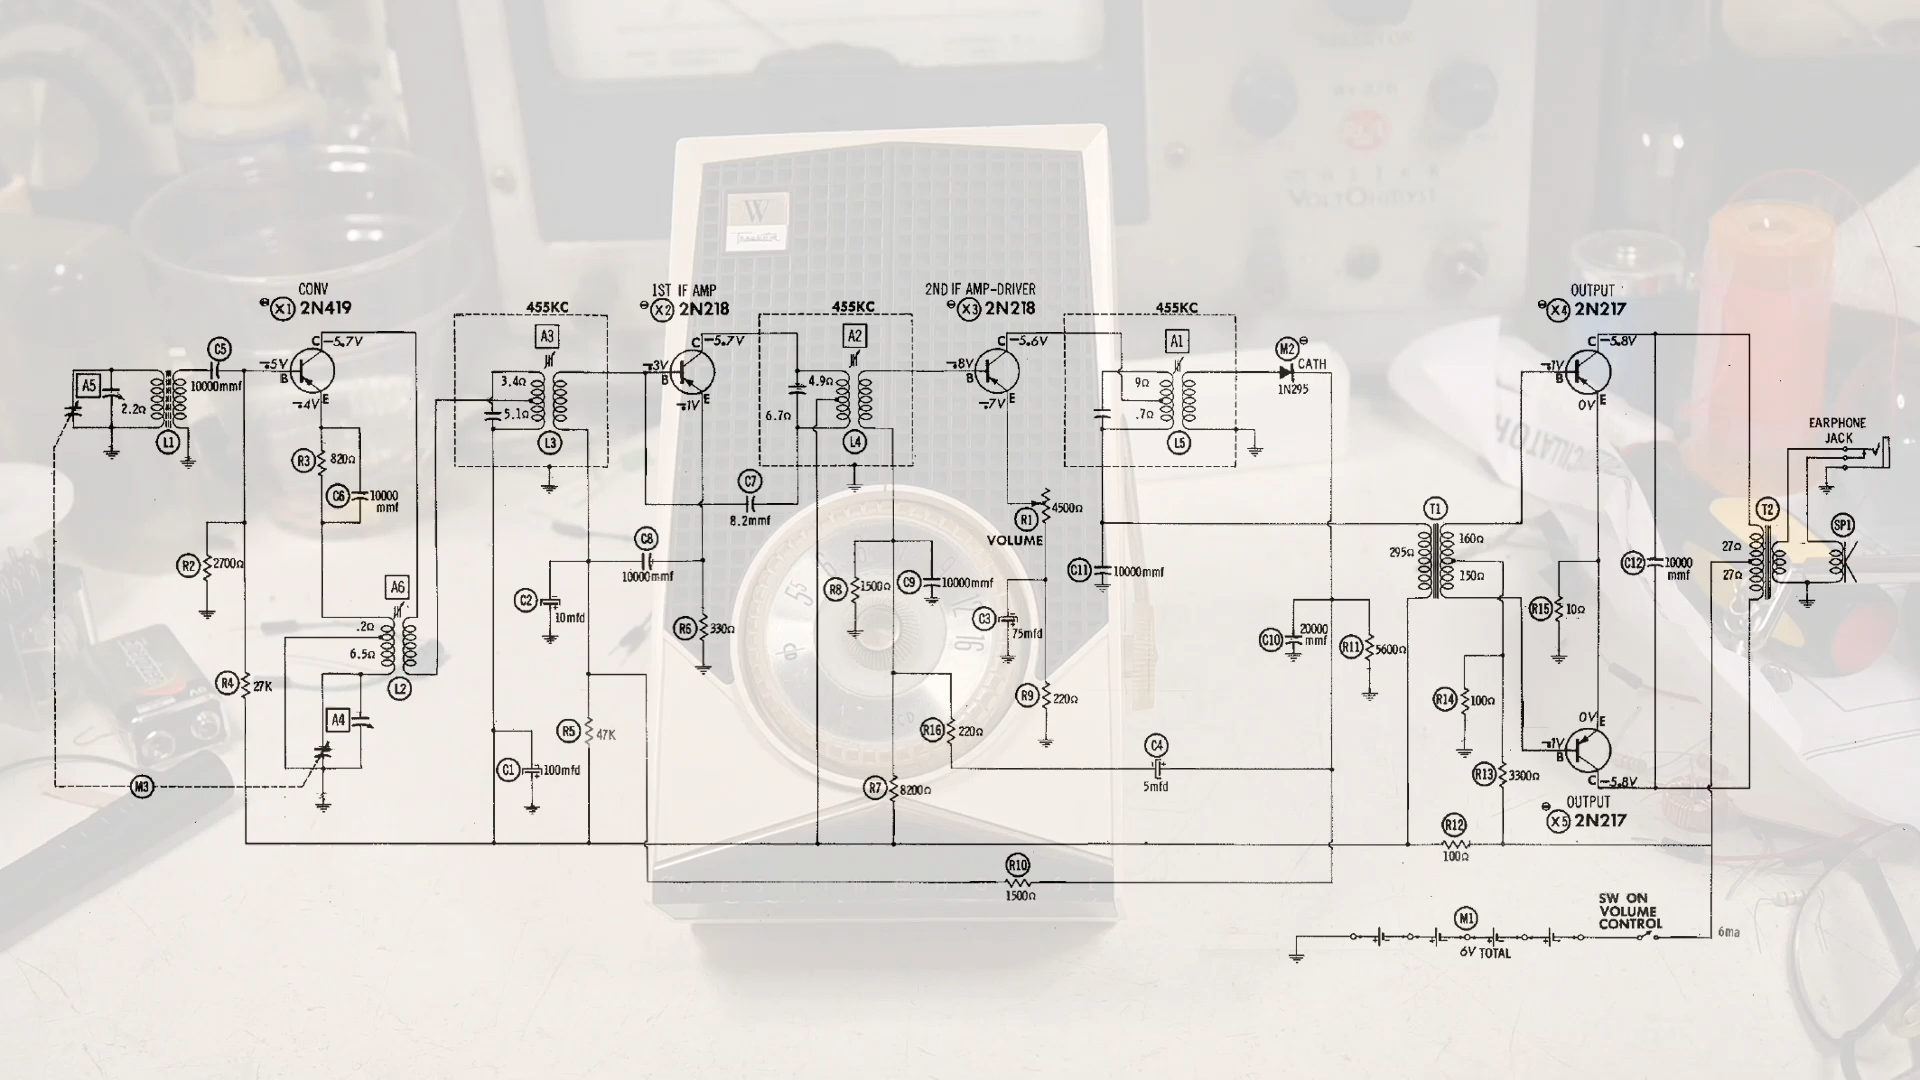 W
Transistor
CONV
X1 2N419
C –5.7V
C5
10000mmf
–.5V
B
E
–.4V
A5
2.2Ω
L1
R3 820Ω
C6 10000
mmf
R2 2700Ω
A6
.2Ω
6.5Ω
L2
R4 27K
A4
M3
455KC
A3
3.4Ω
5.1Ω
L3
C2
10mfd
C8
10000mmf
R5 47K
C1 100mfd
1ST IF AMP
X2 2N218
C –5.7V
–.3V
B
E
–.1V
C7
8.2mmf
R6 330Ω
455KC
A2
4.9Ω
6.7Ω
L4
R8 1500Ω
C9 10000mmf
R16 220Ω
R7 8200Ω
2ND IF AMP-DRIVER
X3 2N218
C –5.6V
–.8V
B
E
–.7V
R1 4500Ω
VOLUME
C3
75mfd
R9 220Ω
455KC
A1
9Ω
.7Ω
L5
C11 10000mmf
C4
5mfd
R10
1500Ω
M2
CATH
1N295
C10 20000
mmf
R11 5600Ω
T1
295Ω
160Ω
150Ω
R14 100Ω
R13 3300Ω
R12
100Ω
OUTPUT
X4 2N217
C –5.8V
–.1V
B
E
0V
R15 10Ω
C12 10000
mmf
0V E
–.1V
B
C –5.8V
OUTPUT
X5 2N217
EARPHONE
JACK
T2
27Ω
27Ω
SP1
SW ON
VOLUME
CONTROL
M1
6V TOTAL
6ma